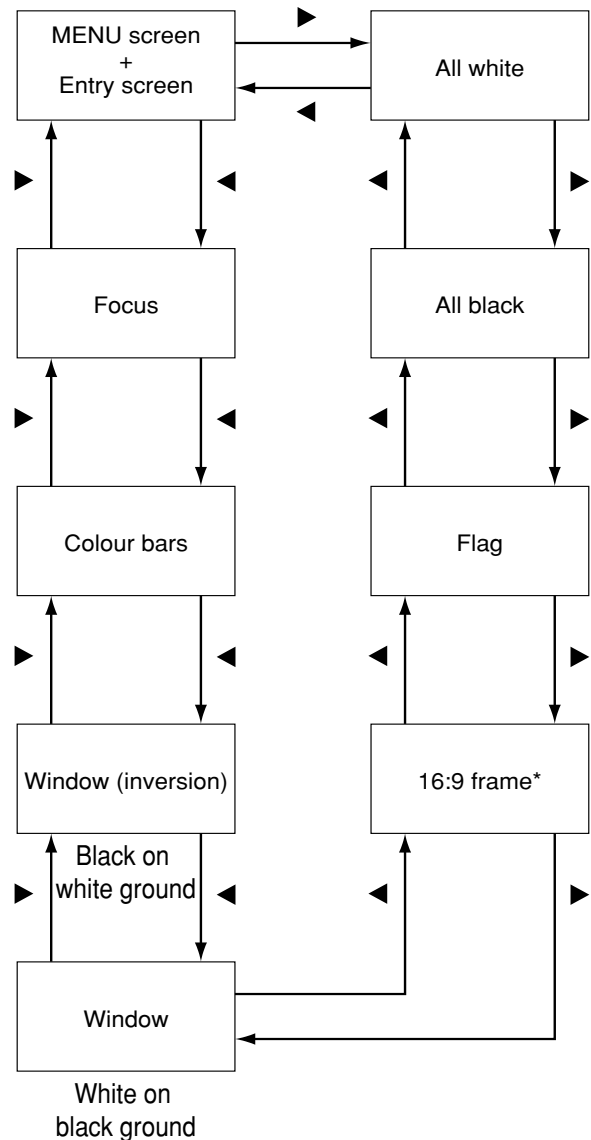 MENU screen
+
Entry screen
All white
Focus
All black
Colour bars
Flag
Window (inversion)
16:9 frame*
Black on
white ground
Window
White on
black ground